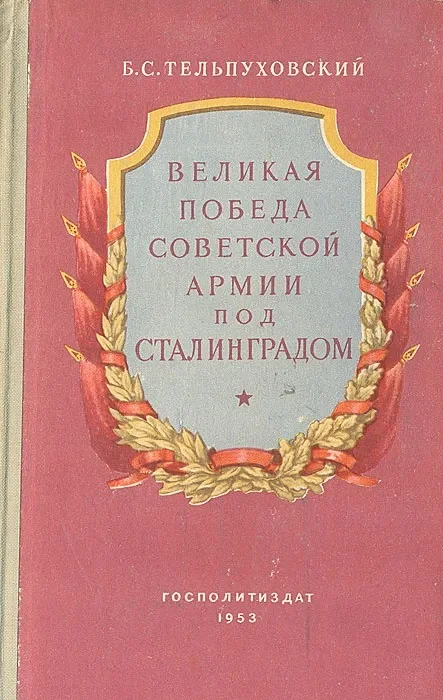 Б.С. ТЕЛЬПУХОВСКИЙ
ВЕЛИКАЯ
ПОБЕДА
СОВЕТСКОЙ
АРМИИ
ПОД
СТАЛИНГРАДОМ
ГОСПОЛИТИЗДАТ
1953